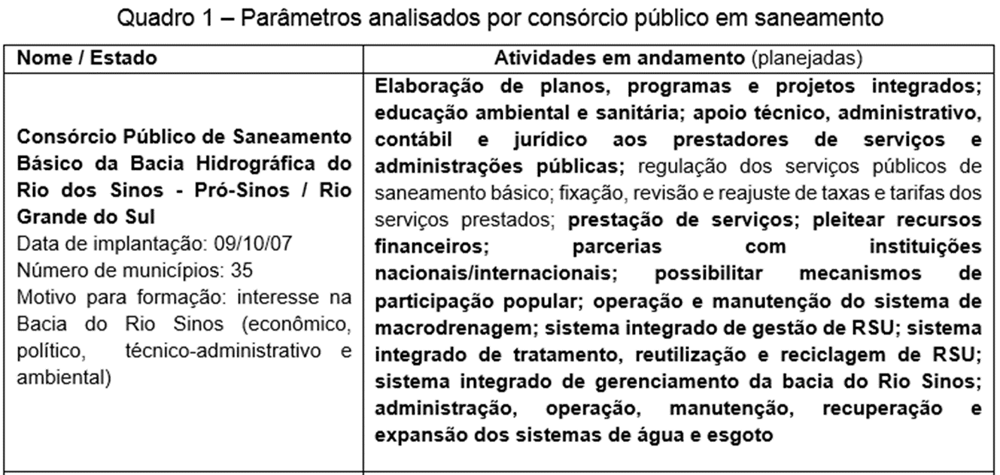 Quadro 1 – Parâmetros analisados por consórcio público em saneamento
Nome / Estado
Atividades em andamento (planejadas)
Consórcio Público de Saneamento
Básico da Bacia Hidrográfica do
Rio dos Sinos - Pró-Sinos / Rio
Grande do Sul
Data de implantação: 09/10/07
Número de municípios: 35
Motivo para formação: interesse na
Bacia do Rio Sinos (econômico,
político, técnico-administrativo e
ambiental)
Elaboração de planos, programas e projetos integrados;
educação ambiental e sanitária; apoio técnico, administrativo,
contábil e jurídico aos prestadores de serviços e
administrações públicas; regulação dos serviços públicos de
saneamento básico; fixação, revisão e reajuste de taxas e tarifas dos
serviços prestados; prestação de serviços; pleitear recursos
financeiros; parcerias com instituições
nacionais/internacionais; possibilitar mecanismos de
participação popular; operação e manutenção do sistema de
macrodrenagem; sistema integrado de gestão de RSU; sistema
integrado de tratamento, reutilização e reciclagem de RSU;
sistema integrado de gerenciamento da bacia do Rio Sinos;
administração, operação, manutenção, recuperação e
expansão dos sistemas de água e esgoto